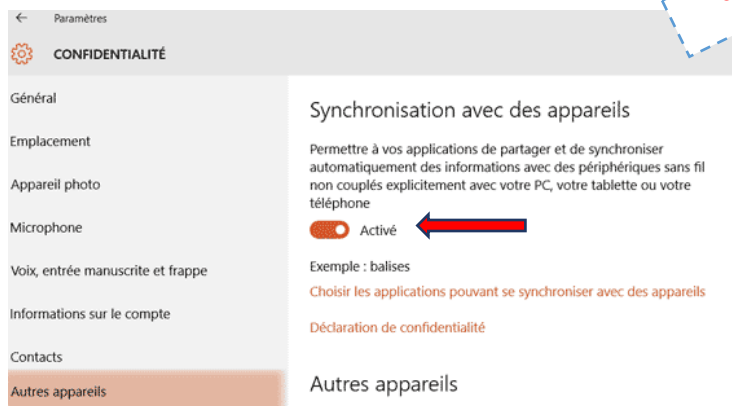 Paramètres
CONFIDENTIALITÉ
Général
Emplacement
Appareil photo
Microphone
Voix, entrée manuscrite et frappe
Informations sur le compte
Contacts
Autres appareils
Synchronisation avec des appareils
Permettre à vos applications de partager et de synchroniser
automatiquement des informations avec des périphériques sans fil
non couplés explicitement avec votre PC, votre tablette ou votre
téléphone
Activé
Exemple : balises
Choisir les applications pouvant se synchroniser avec des appareils
Déclaration de confidentialité
Autres appareils